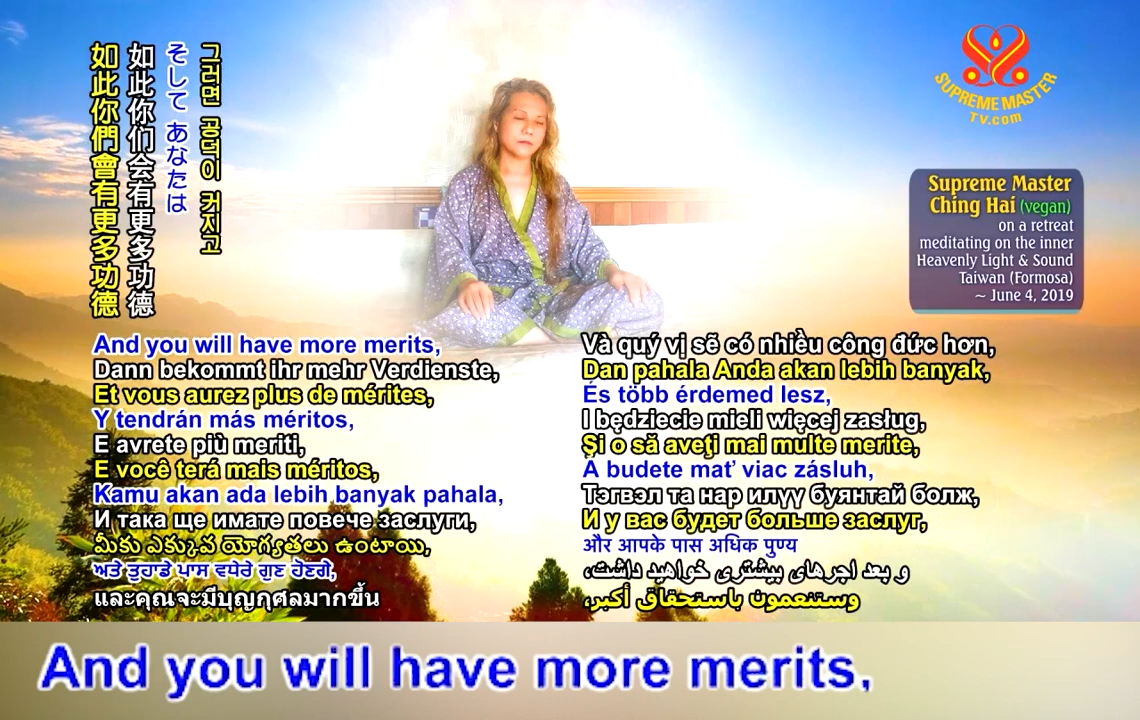 如此你們會有更多功德
如此你们会有更多功德
そして あなたは
그러면 공덕이 커지고
SUPREME MASTER
TV.com
Supreme Master
Ching Hai (vegan)
on a retreat
meditating on the inner
Heavenly Light & Sound
Taiwan (Formosa)
~ June 4, 2019
And you will have more merits,
Dann bekommt ihr mehr Verdienste,
Et vous aurez plus de mérites,
Y tendrán más méritos,
E avrete più meriti,
E você terá mais méritos,
Kamu akan ada lebih banyak pahala,
И така ще имате повече заслуги,
మీకు ఎక్కువ యోగ్యతలు ఉంటాయి,
ਅਤੇ ਤੁਹਾਡੇ ਪਾਸ ਵਧੇਰੇ ਗੁਣ ਹੋਣਗੇ,
และคุณจะมีบุญกุศลมากขึ้น
Và quý vị sẽ có nhiều công đức hơn,
Dan pahala Anda akan lebih banyak,
És több érdemed lesz,
I będziecie mieli więcej zasług,
Şi o să aveţi mai multe merite,
A budete mať viac zásluh,
Тэгвэл та нар илүү буянтай болж,
И у вас будет больше заслуг,
और आपके पास अधिक पुण्य
و بعد اجرهای بیشتری خواهید داشت،
وستنعمون باستحقاق أكبر،
And you will have more merits,